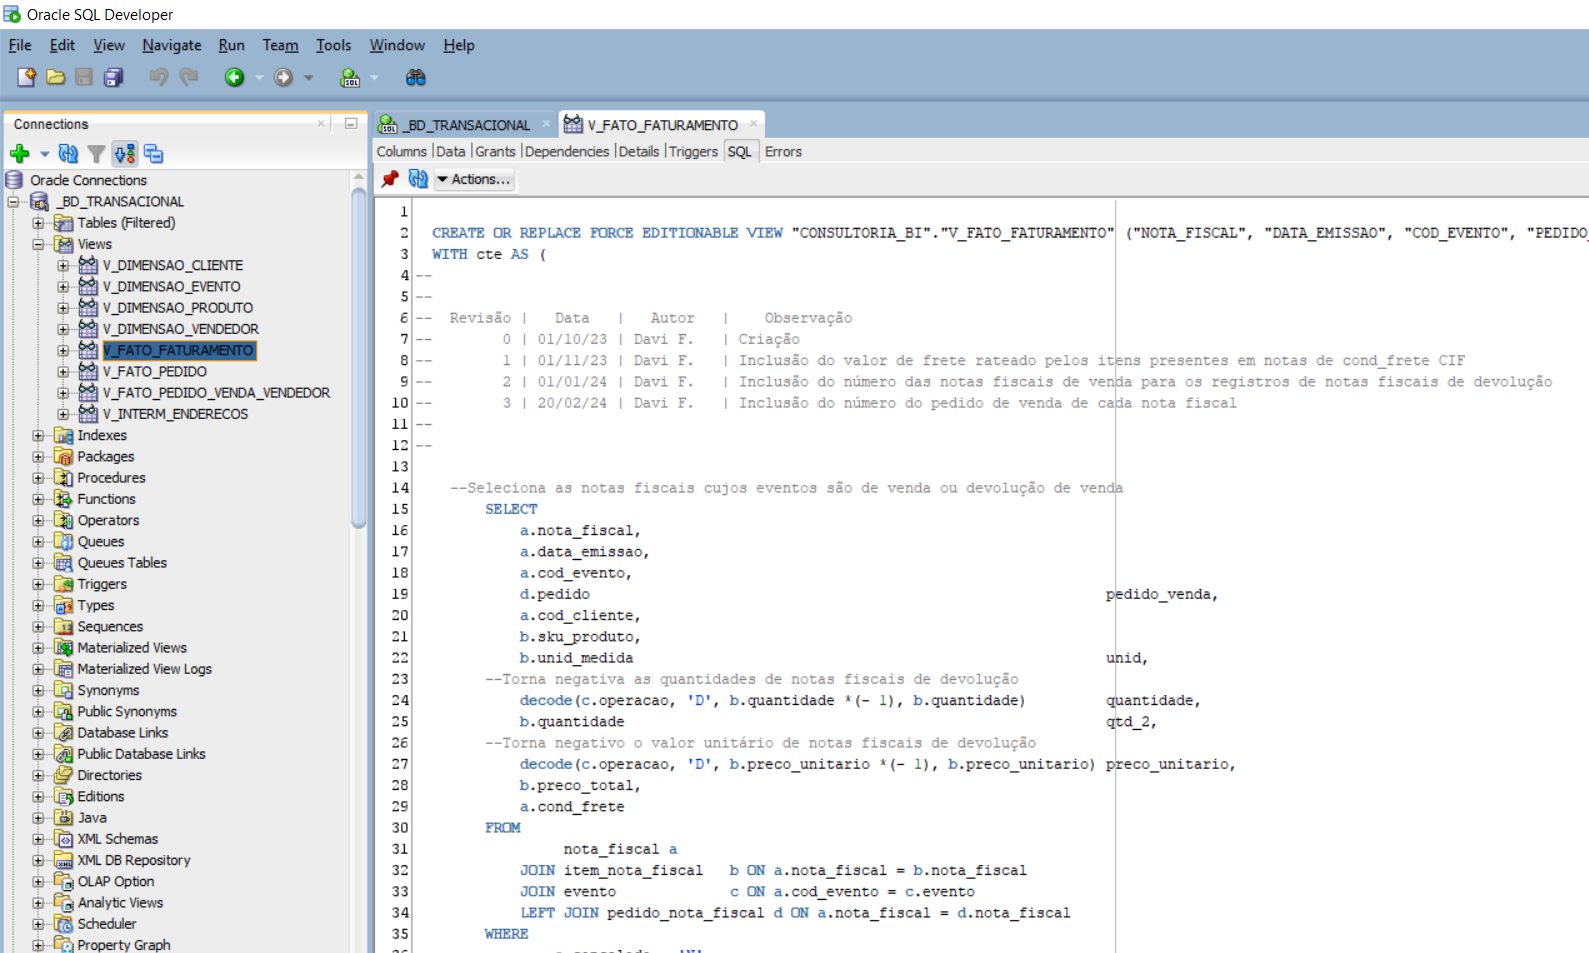 Oracle SQL Developer
File Edit View Navigate Run Team Tools Window Help
Connections
Oracle Connections
_BD_TRANSACIONAL
Tables (Filtered)
Views
V_DIMENSAO_CLIENTE
V_DIMENSAO_EVENTO
V_DIMENSAO_PRODUTO
V_DIMENSAO_VENDEDOR
V_FATO_FATURAMENTO
V_FATO_PEDIDO
V_FATO_PEDIDO_VENDA_VENDEDOR
V_INTERM_ENDERECOS
Indexes
Packages
Procedures
Functions
Operators
Queues
Queues Tables
Triggers
Types
Sequences
Materialized Views
Materialized View Logs
Synonyms
Public Synonyms
Database Links
Public Database Links
Directories
Editions
Java
XML Schemas
XML DB Repository
OLAP Option
Analytic Views
Scheduler
Property Graph
_BD_TRANSACIONAL V_FATO_FATURAMENTO
Columns Data Grants Dependencies Details Triggers SQL Errors
Actions...
1
2 CREATE OR REPLACE FORCE EDITIONABLE VIEW "CONSULTORIA_BI"."V_FATO_FATURAMENTO" ("NOTA_FISCAL", "DATA_EMISSAO", "COD_EVENTO", "PEDIDO_
3 WITH cte AS (
4 --
5 --
6 -- Revisão | Data | Autor | Observação
7 -- 0 | 01/10/23 | Davi F. | Criação
8 -- 1 | 01/11/23 | Davi F. | Inclusão do valor de frete rateado pelos itens presentes em notas de cond_frete CIF
9 -- 2 | 01/01/24 | Davi F. | Inclusão do número das notas fiscais de venda para os registros de notas fiscais de devolução
10 -- 3 | 20/02/24 | Davi F. | Inclusão do número do pedido de venda de cada nota fiscal
11 --
12 --
13
14 --Seleciona as notas fiscais cujos eventos são de venda ou devolução de venda
15 SELECT
16 a.nota_fiscal,
17 a.data_emissao,
18 a.cod_evento,
19 d.pedido pedido_venda,
20 a.cod_cliente,
21 b.sku_produto,
22 b.unid_medida unid,
23 --Torna negativa as quantidades de notas fiscais de devolução
24 decode(c.operacao, 'D', b.quantidade *(- 1), b.quantidade) quantidade,
25 b.quantidade qtd_2,
26 --Torna negativo o valor unitário de notas fiscais de devolução
27 decode(c.operacao, 'D', b.preco_unitario *(- 1), b.preco_unitario) preco_unitario,
28 b.preco_total,
29 a.cond_frete
30 FROM
31 nota_fiscal a
32 JOIN item_nota_fiscal b ON a.nota_fiscal = b.nota_fiscal
33 JOIN evento c ON a.cod_evento = c.evento
34 LEFT JOIN pedido_nota_fiscal d ON a.nota_fiscal = d.nota_fiscal
35 WHERE